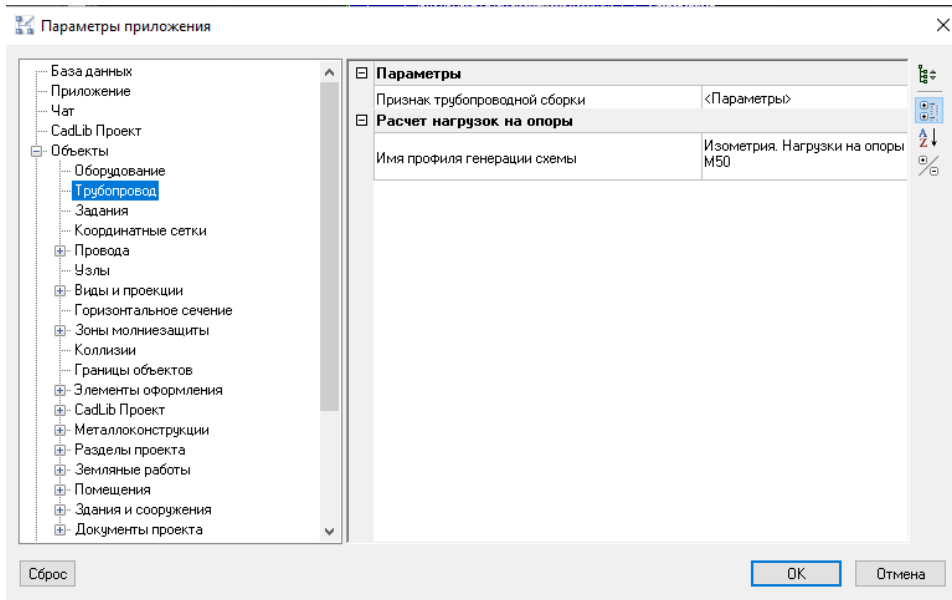 Параметры приложения
База данных
Приложение
Чат
CadLib Проект
Объекты
Оборудование
Трубопровод
Задания
Координатные сетки
Провода
Узлы
Виды и проекции
Горизонтальное сечение
Зоны молниезащиты
Коллизии
Границы объектов
Элементы оформления
CadLib Проект
Металлоконструкции
Разделы проекта
Земляные работы
Помещения
Здания и сооружения
Документы проекта
Параметры
Признак трубопроводной сборки <Параметры>
Расчет нагрузок на опоры
Имя профиля генерации схемы
Изометрия. Нагрузки на опоры
М50
A
Z
Сброс
OK
Отмена